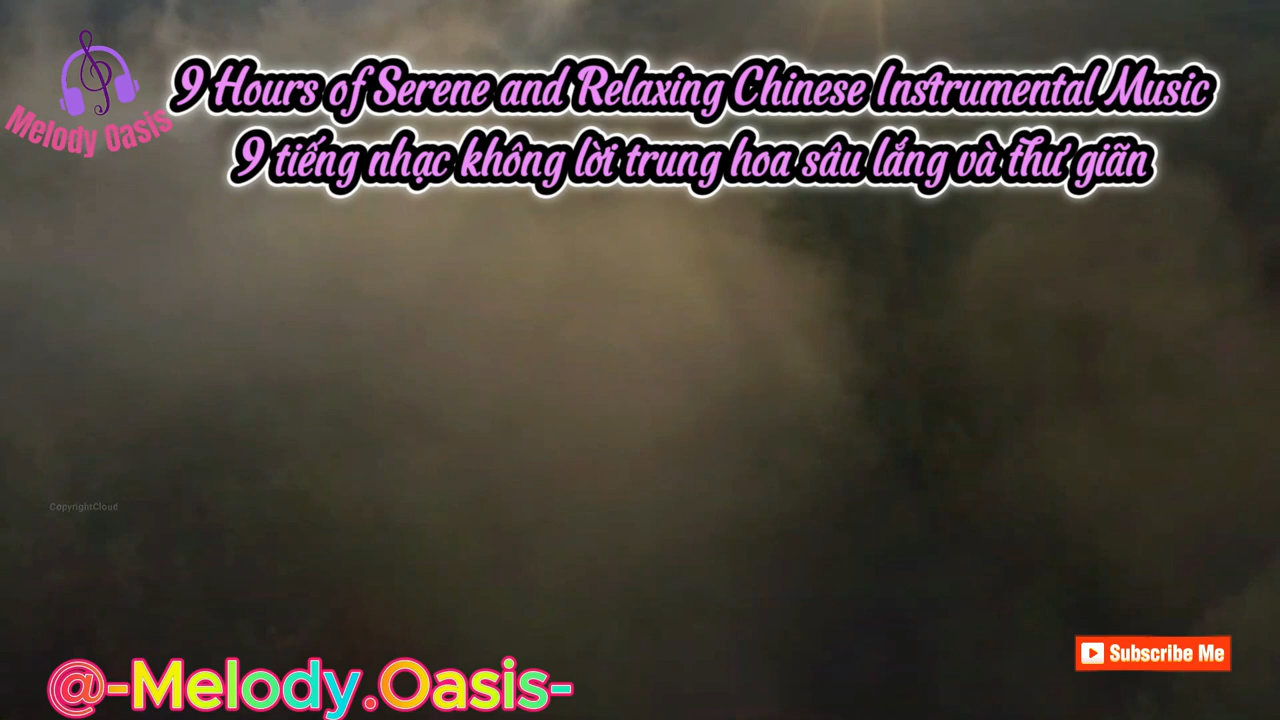 Melody Oasis
9 Hours of Serene and Relaxing Chinese Instrumental Music
9 tiếng nhạc không lời trung hoa sâu lắng và thư giãn
CopyrightCloud
Subscribe Me
@-Melody.Oasis-